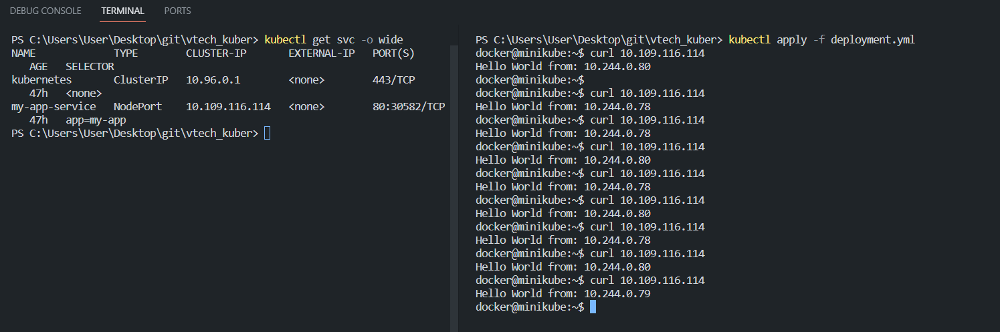 DEBUG CONSOLE TERMINAL PORTS
PS C:\Users\User\Desktop\git\vtech_kuber> kubectl get svc -o wide
NAME TYPE CLUSTER-IP EXTERNAL-IP PORT(S)
AGE SELECTOR
kubernetes ClusterIP 10.96.0.1 <none> 443/TCP
47h <none>
my-app-service NodePort 10.109.116.114 <none> 80:30582/TCP
47h app=my-app
PS C:\Users\User\Desktop\git\vtech_kuber>
PS C:\Users\User\Desktop\git\vtech_kuber> kubectl apply -f deployment.yml
docker@minikube:~$ curl 10.109.116.114
Hello World from: 10.244.0.80
docker@minikube:~$
docker@minikube:~$ curl 10.109.116.114
Hello World from: 10.244.0.78
docker@minikube:~$ curl 10.109.116.114
Hello World from: 10.244.0.78
docker@minikube:~$ curl 10.109.116.114
Hello World from: 10.244.0.80
docker@minikube:~$ curl 10.109.116.114
Hello World from: 10.244.0.78
docker@minikube:~$ curl 10.109.116.114
Hello World from: 10.244.0.80
docker@minikube:~$ curl 10.109.116.114
Hello World from: 10.244.0.78
docker@minikube:~$ curl 10.109.116.114
Hello World from: 10.244.0.80
docker@minikube:~$ curl 10.109.116.114
Hello World from: 10.244.0.79
docker@minikube:~$